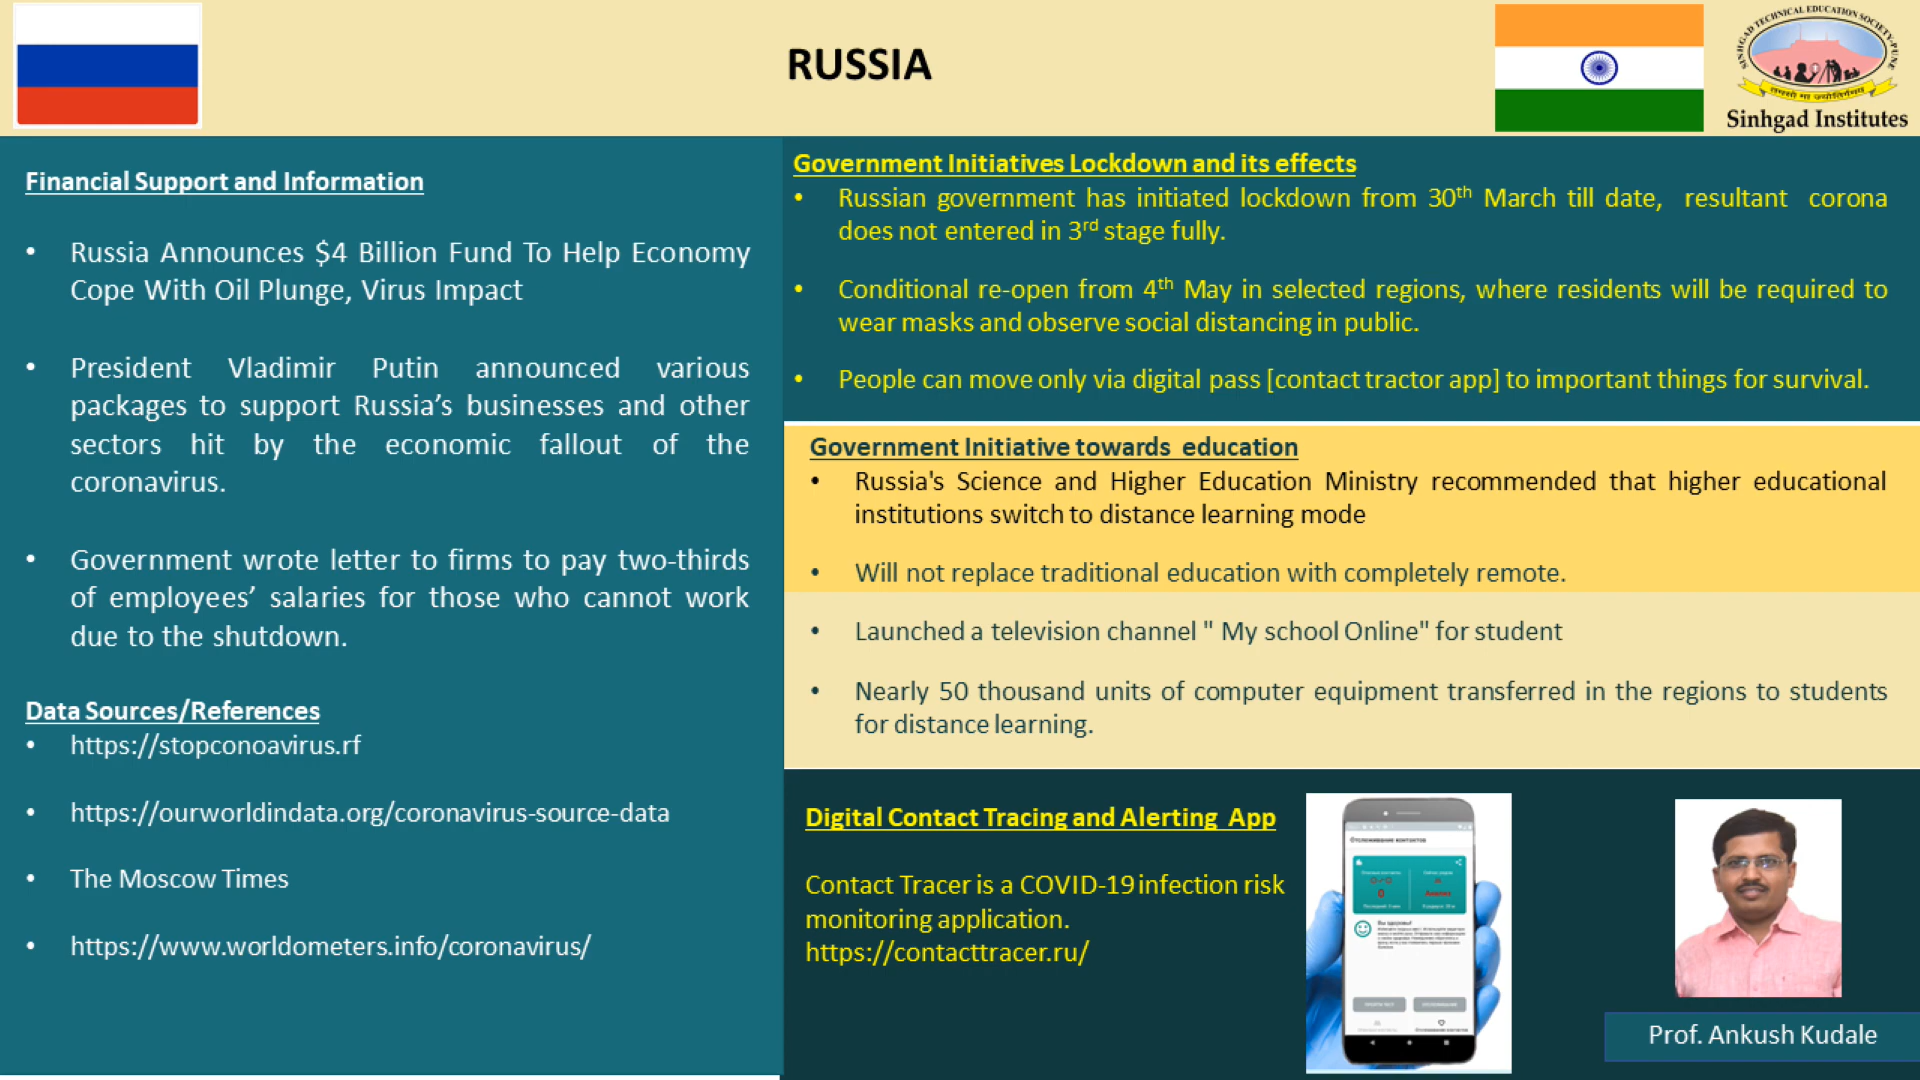 RUSSIA
SINHGAD TECHNICAL EDUCATION SOCIETY-PUNE
Sinhgad Institutes
Financial Support and Information
• Russia Announces $4 Billion Fund To Help Economy
Cope With Oil Plunge, Virus Impact
• President Vladimir Putin announced various
packages to support Russia’s businesses and other
sectors hit by the economic fallout of the
coronavirus.
• Government wrote letter to firms to pay two-thirds
of employees’ salaries for those who cannot work
due to the shutdown.
Data Sources/References
• https://stopconoavirus.rf
• https://ourworldindata.org/coronavirus-source-data
• The Moscow Times
• https://www.worldometers.info/coronavirus/
Government Initiatives Lockdown and its effects
• Russian government has initiated lockdown from 30th March till date, resultant corona
does not entered in 3rd stage fully.
• Conditional re-open from 4th May in selected regions, where residents will be required to
wear masks and observe social distancing in public.
• People can move only via digital pass [contact tractor app] to important things for survival.
Government Initiative towards education
• Russia's Science and Higher Education Ministry recommended that higher educational
institutions switch to distance learning mode
• Will not replace traditional education with completely remote.
• Launched a television channel " My school Online" for student
• Nearly 50 thousand units of computer equipment transferred in the regions to students
for distance learning.
Digital Contact Tracing and Alerting App
Contact Tracer is a COVID-19 infection risk
monitoring application.
https://contacttracer.ru/
Отслеживание контактов
0
Вы здоровы!
Prof. Ankush Kudale